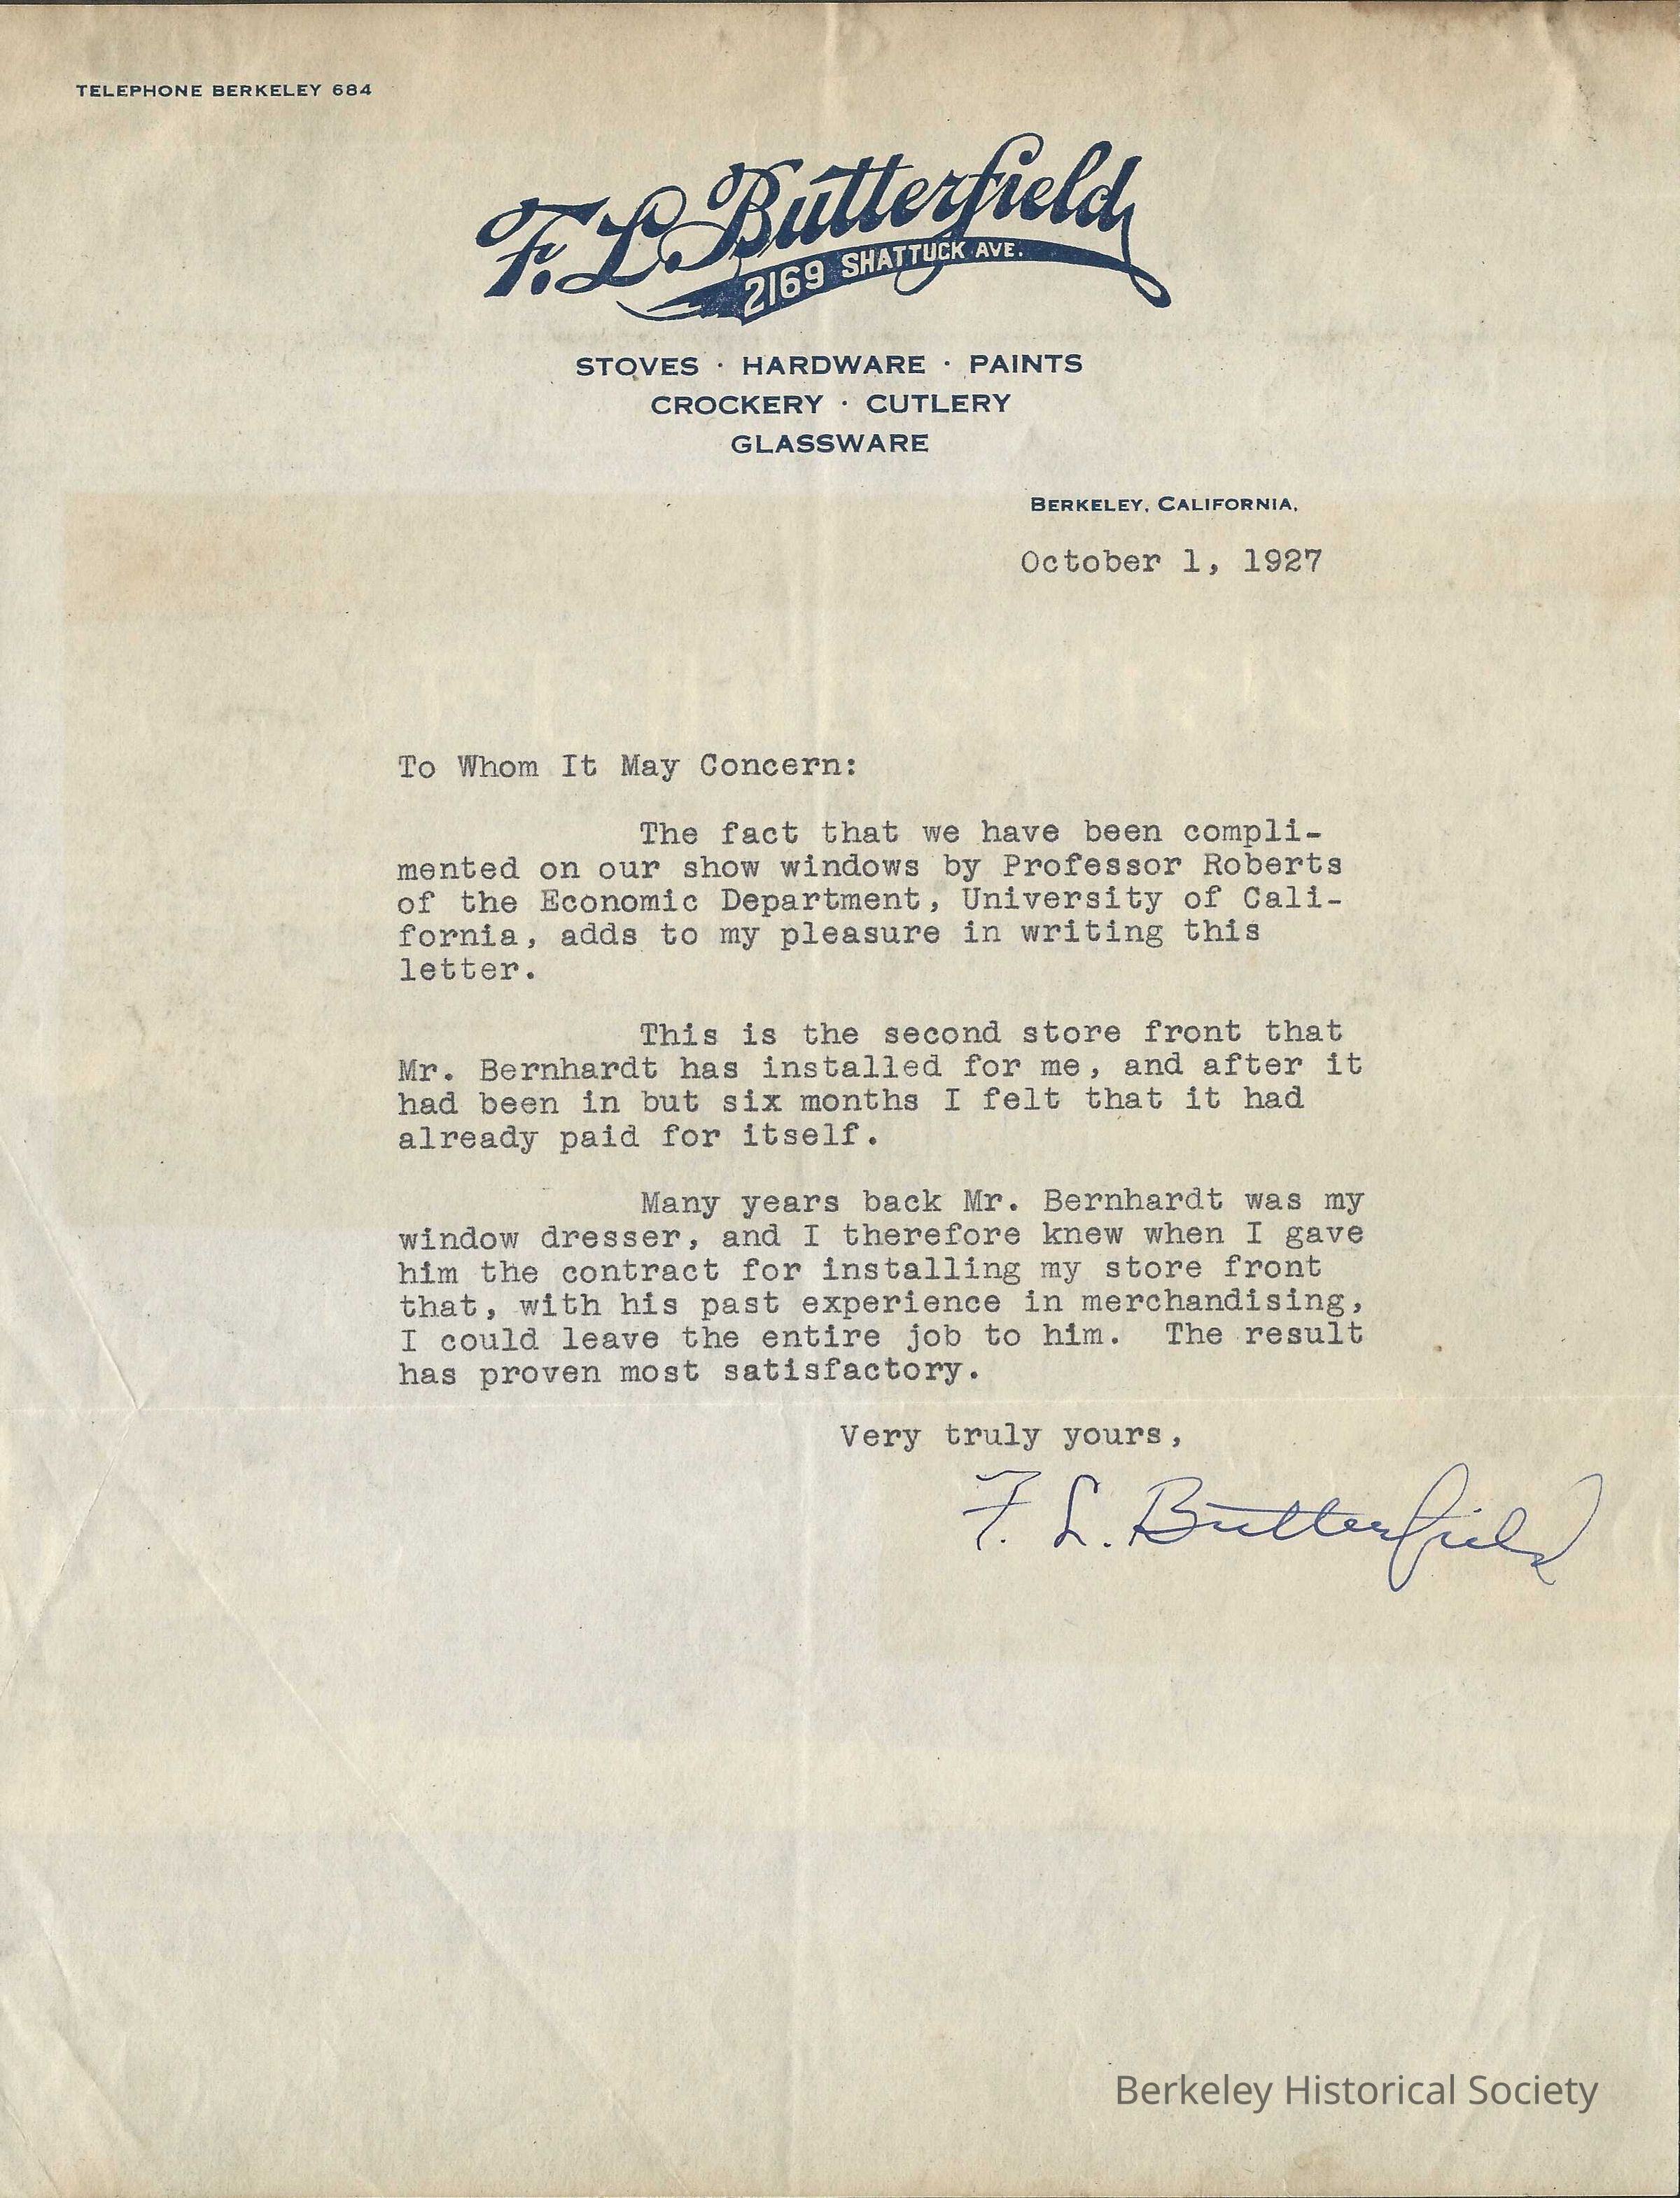 TELEPHONE BERKELEY 684
F. L. Butterfield
2169 SHATTUCK AVE.
STOVES · HARDWARE · PAINTS
CROCKERY · CUTLERY
GLASSWARE
BERKELEY, CALIFORNIA,
October 1, 1927
To Whom It May Concern:
The fact that we have been compli-
mented on our show windows by Professor Roberts
of the Economic Department, University of Cali-
fornia, adds to my pleasure in writing this
letter.
This is the second store front that
Mr. Bernhardt has installed for me, and after it
had been in but six months I felt that it had
already paid for itself.
Many years back Mr. Bernhardt was my
window dresser, and I therefore knew when I gave
him the contract for installing my store front
that, with his past experience in merchandising,
I could leave the entire job to him.  The result
has proven most satisfactory.
Very truly yours,
F. L. Butterfield
Berkeley Historical Society